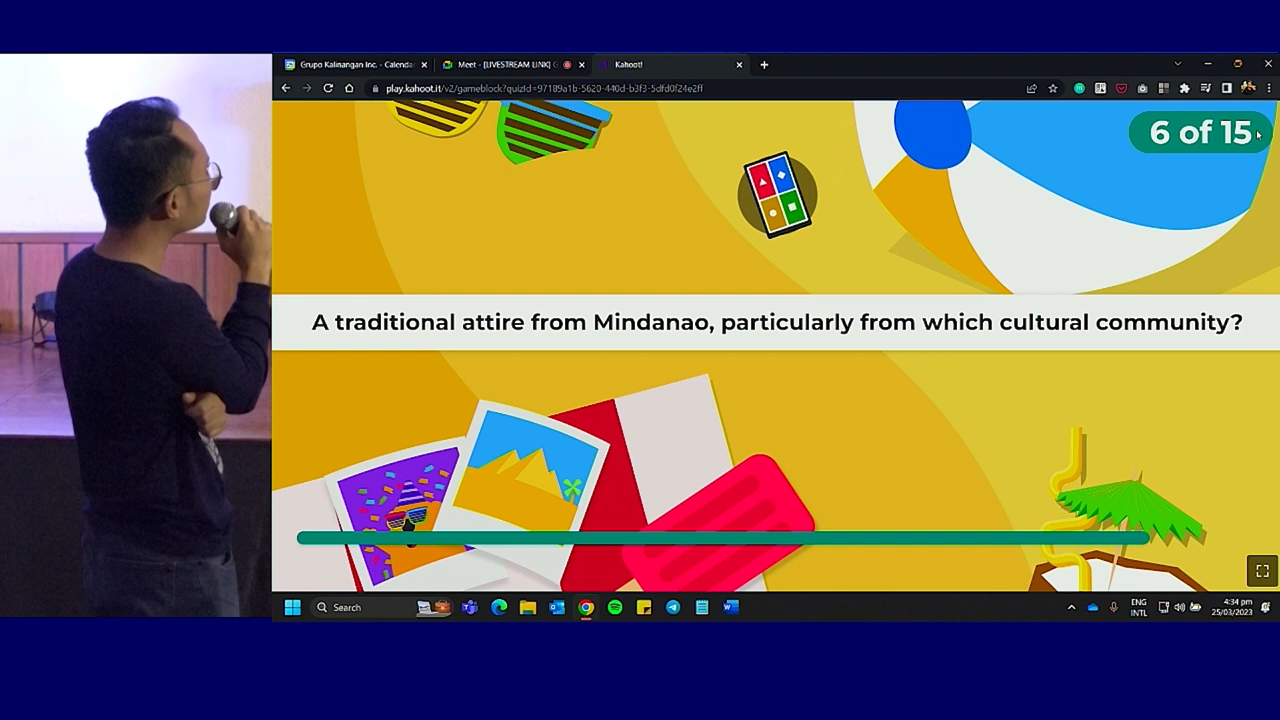 Grupo Kalinangan Inc. - Calenda
Meet - [LIVESTREAM LINK] G
Kahoot!
play.kahoot.it/v2/gameblock?quizId=97189a1b-5620-440d-b3f3-5dfd0f24e2ff
6 of 15
A traditional attire from Mindanao, particularly from which cultural community?
Search
ENG
INTL
4:34 pm
25/03/2023